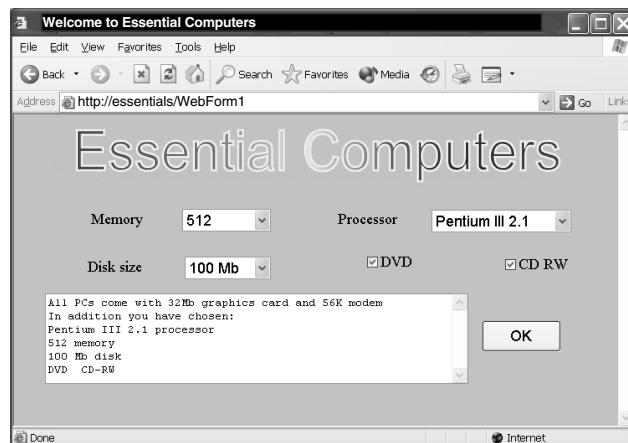 Welcome to Essential Computers
File Edit View Favorites Tools Help
Back Search Favorites Media
Address http://essentials/WebForm1 Go Links
Essential Computers
Memory 512 Processor Pentium III 2.1
Disk size 100 Mb DVD CD RW
All PCs come with 32Mb graphics card and 56K modem
In addition you have chosen:
Pentium III 2.1 processor
512 memory
100 Mb disk
DVD CD-RW
OK
Done Internet